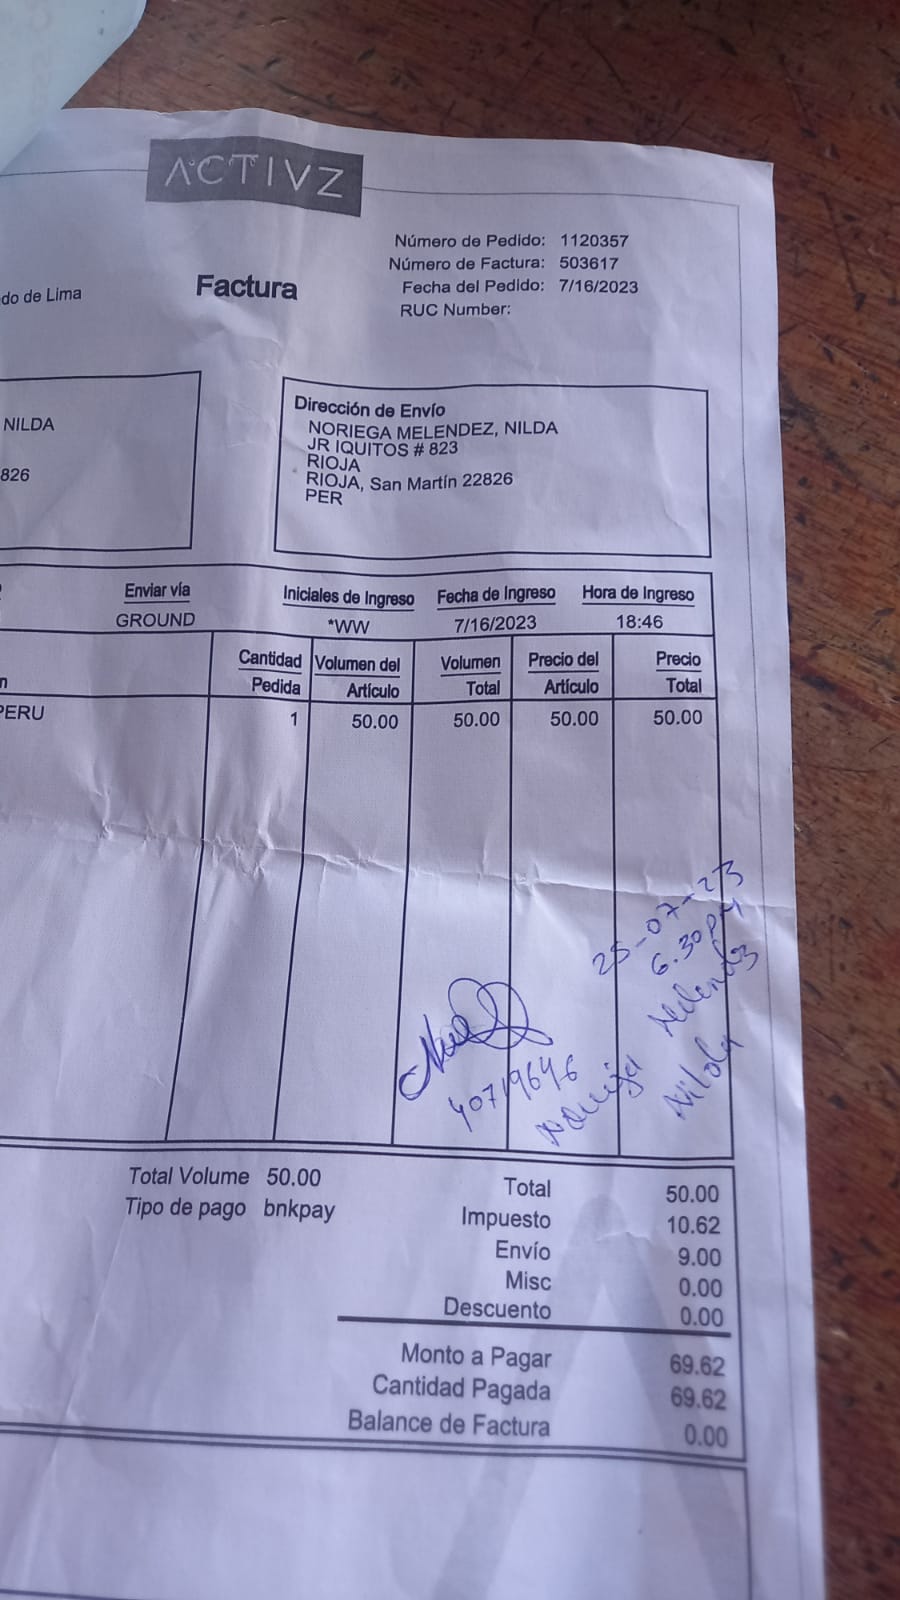 ACTIVZ
Número de Pedido: 1120357
Número de Factura: 503617
Fecha del Pedido: 7/16/2023
RUC Number:
do de Lima
Factura
NILDA
826
Dirección de Envío
NORIEGA MELENDEZ, NILDA
JR IQUITOS # 823
RIOJA
RIOJA, San Martín 22826
PER
Enviar vía Iniciales de Ingreso Fecha de Ingreso Hora de Ingreso
GROUND *WW 7/16/2023 18:46
n Cantidad Pedida Volumen del Artículo Volumen Total Precio del Artículo Precio Total
PERU 1 50.00 50.00 50.00 50.00
25-07-23
6.30 PM
40719646
Noriega Melendz
Nilda
Total Volume 50.00
Tipo de pago bnkpay
Total 50.00
Impuesto 10.62
Envío 9.00
Misc 0.00
Descuento 0.00
Monto a Pagar 69.62
Cantidad Pagada 69.62
Balance de Factura 0.00